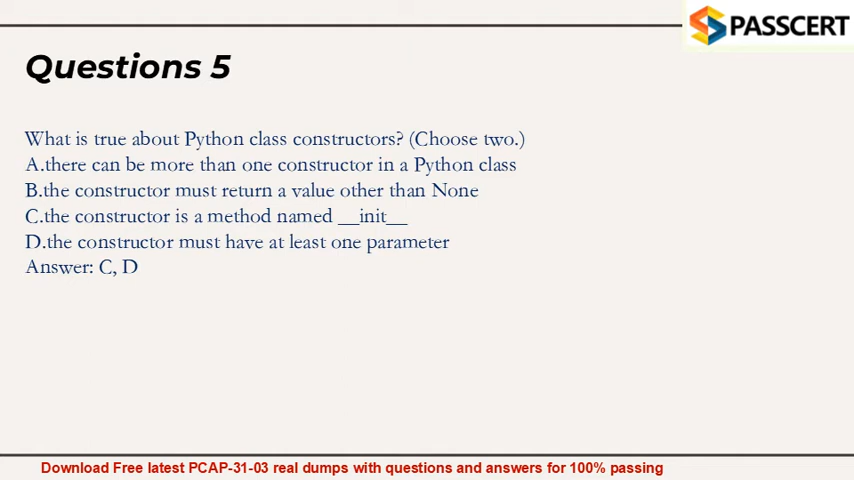 PASSCERT
Questions 5
What is true about Python class constructors? (Choose two.)
A.there can be more than one constructor in a Python class
B.the constructor must return a value other than None
C.the constructor is a method named __init__
D.the constructor must have at least one parameter
Answer: C, D
Download Free latest PCAP-31-03 real dumps with questions and answers for 100% passing